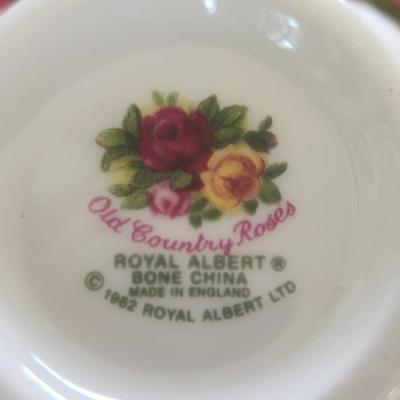 Old Country Roses
ROYAL ALBERT ®
BONE CHINA
MADE IN ENGLAND
© 1962 ROYAL ALBERT LTD